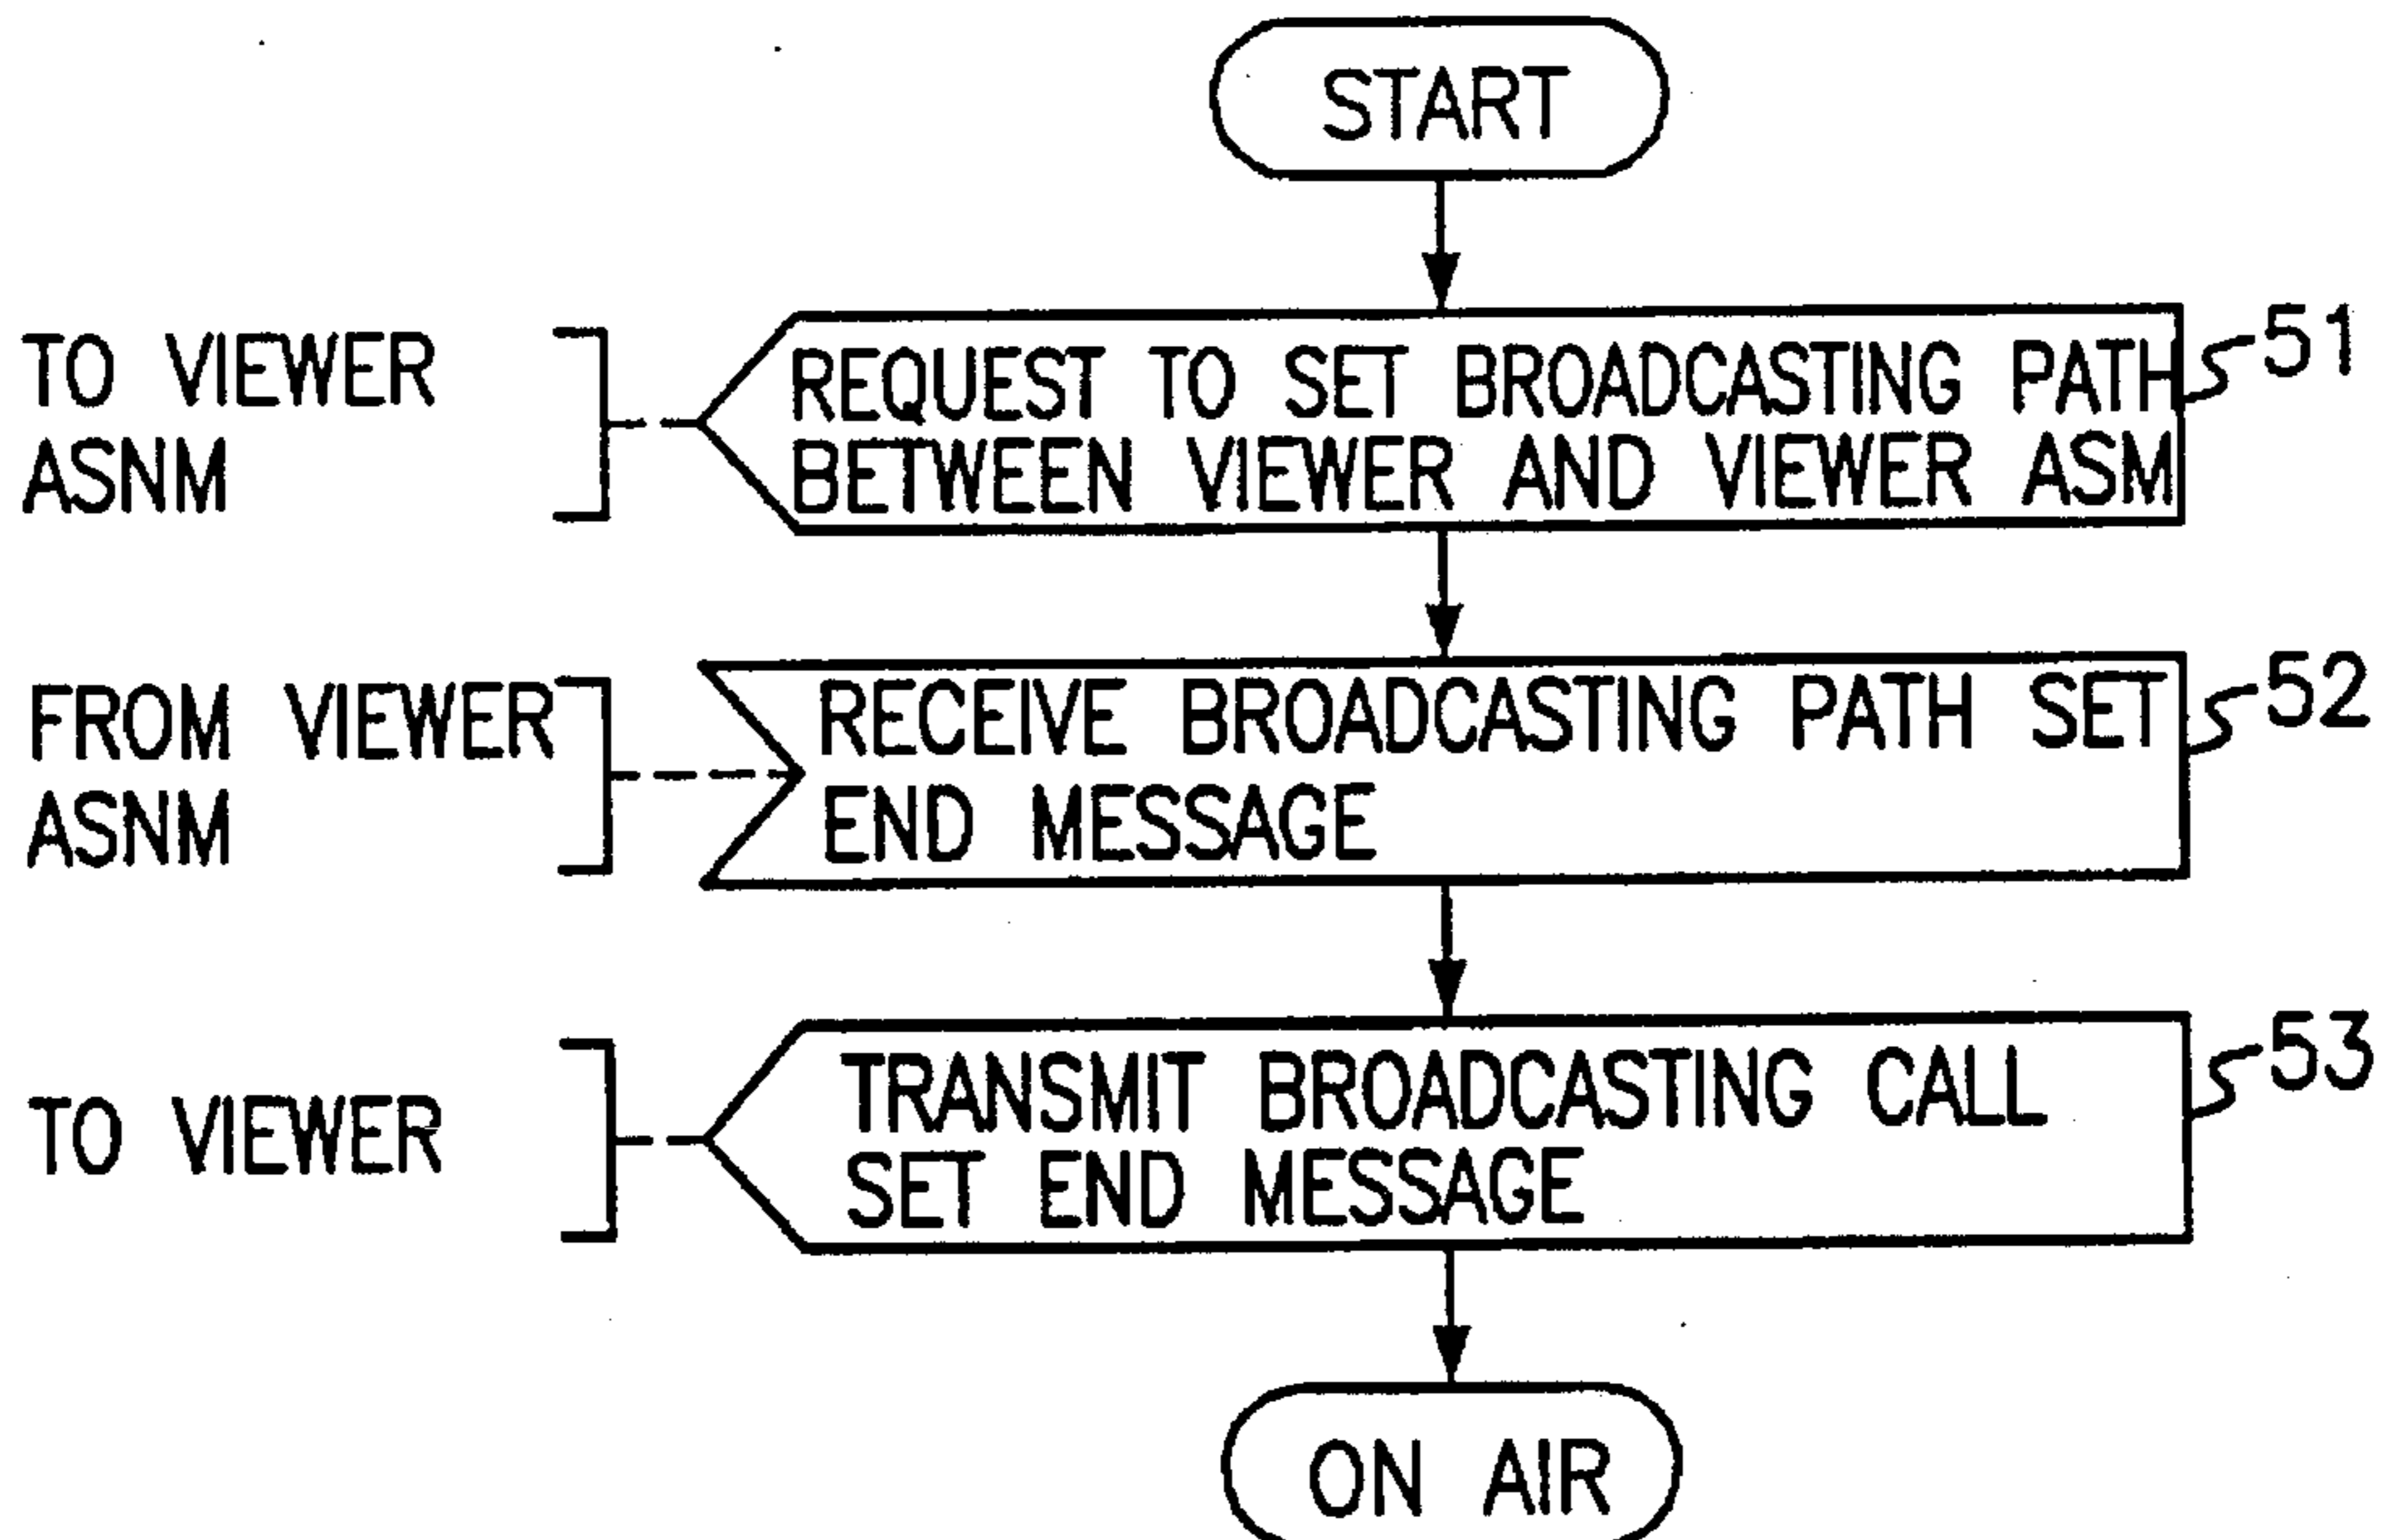 START
TO VIEWER
ASNM
REQUEST TO SET BROADCASTING PATH
BETWEEN VIEWER AND VIEWER ASM
51
FROM VIEWER
ASNM
RECEIVE BROADCASTING PATH SET
END MESSAGE
52
TO VIEWER
TRANSMIT BROADCASTING CALL
SET END MESSAGE
53
ON AIR